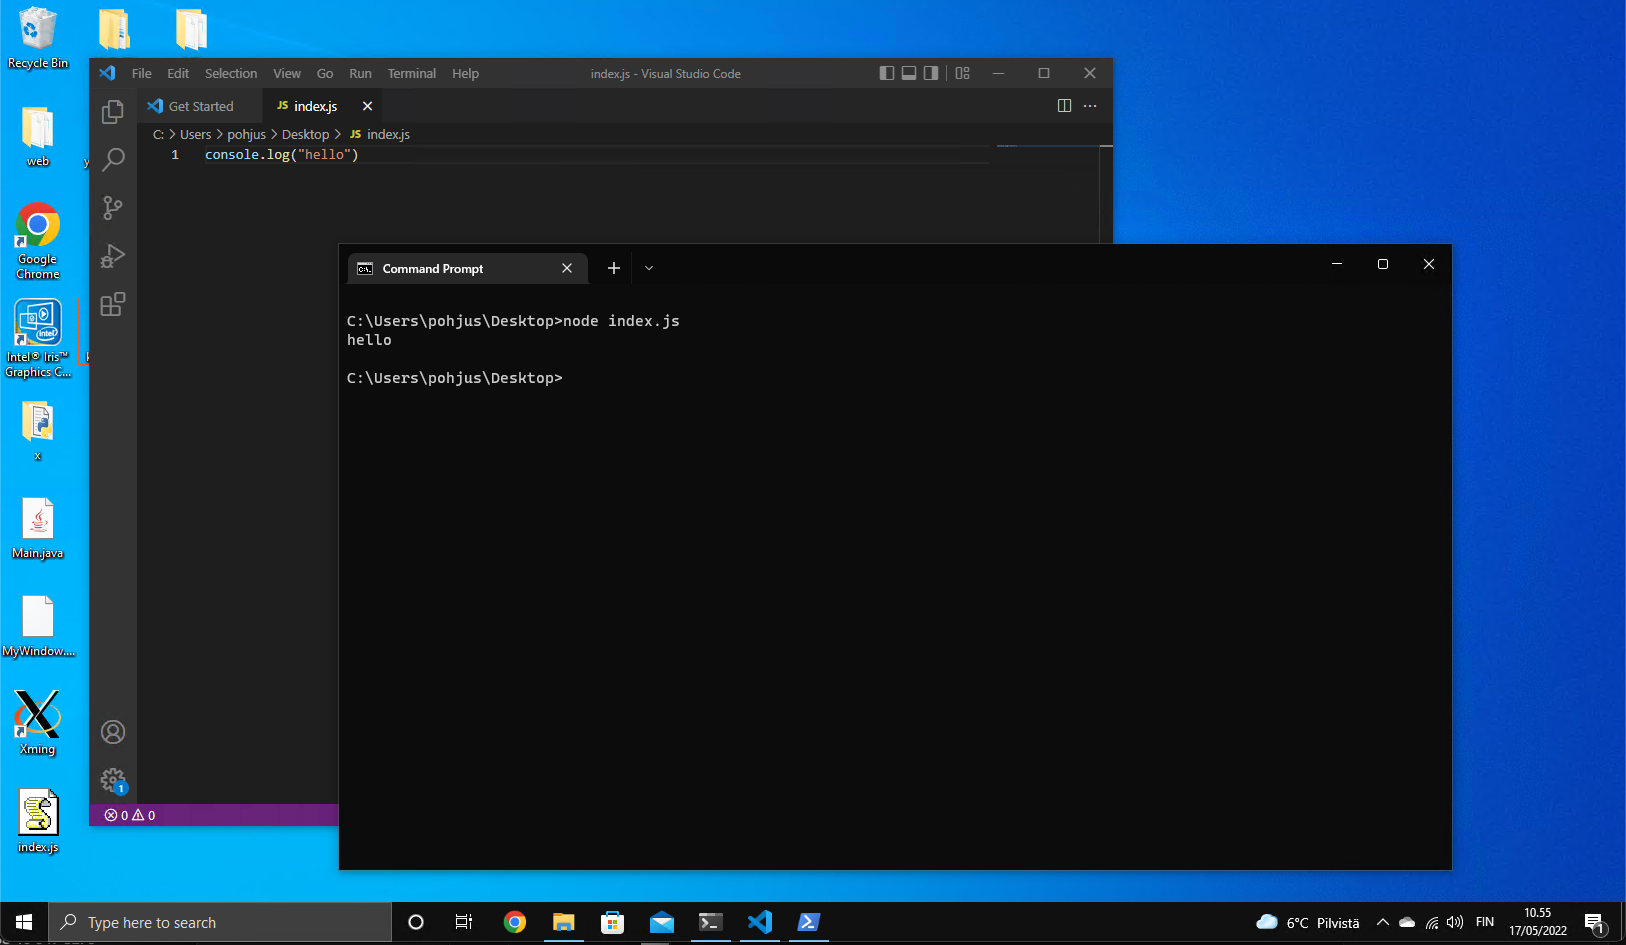 Recycle Bin
web
Google
Chrome
Intel® Iris™
Graphics C...
x
Main.java
MyWindow....
Xming
index.js
File Edit Selection View Go Run Terminal Help
index.js - Visual Studio Code
Get Started
JS index.js
C: > Users > pohjus > Desktop > JS index.js
1 console.log("hello")
1
0 0
Command Prompt
C:\Users\pohjus\Desktop>node index.js
hello
C:\Users\pohjus\Desktop>
Type here to search
6°C Pilvistä
FIN
10.55
17/05/2022
1